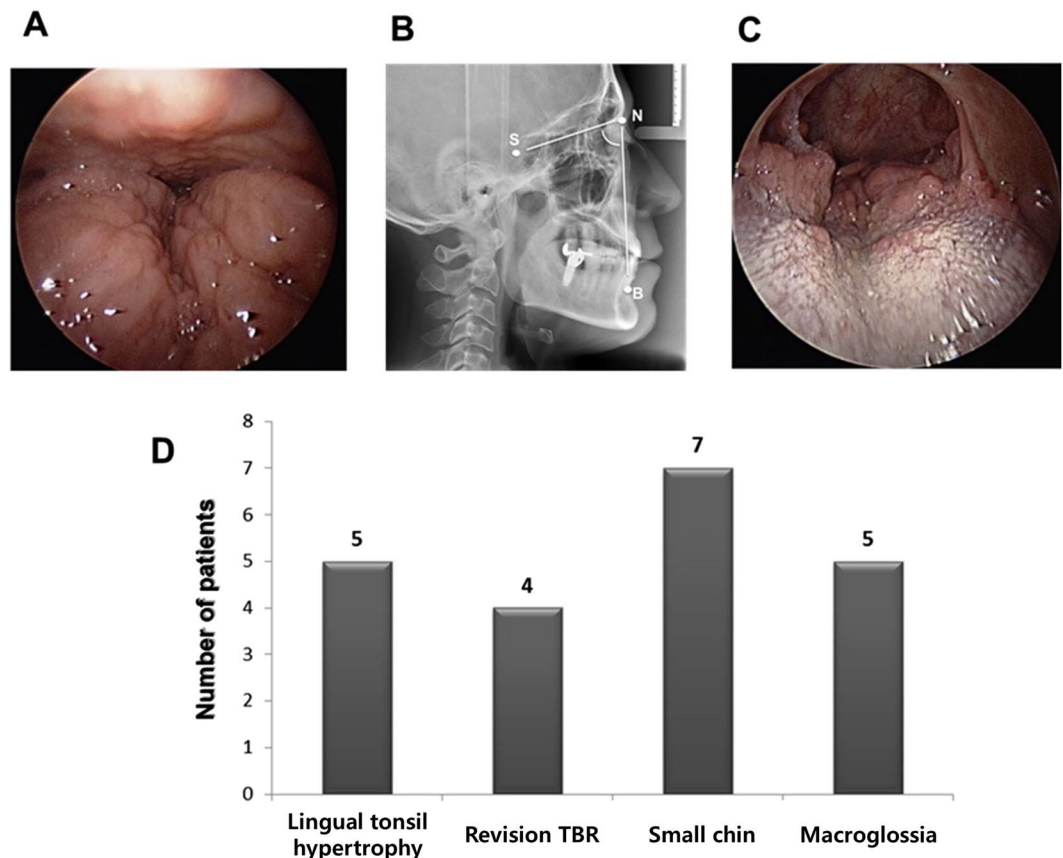 A
B
C
S
N
B
D
Number of patients
8
7
6
5
4
3
2
1
0
5
4
7
5
Lingual tonsil
hypertrophy
Revision TBR
Small chin
Macroglossia